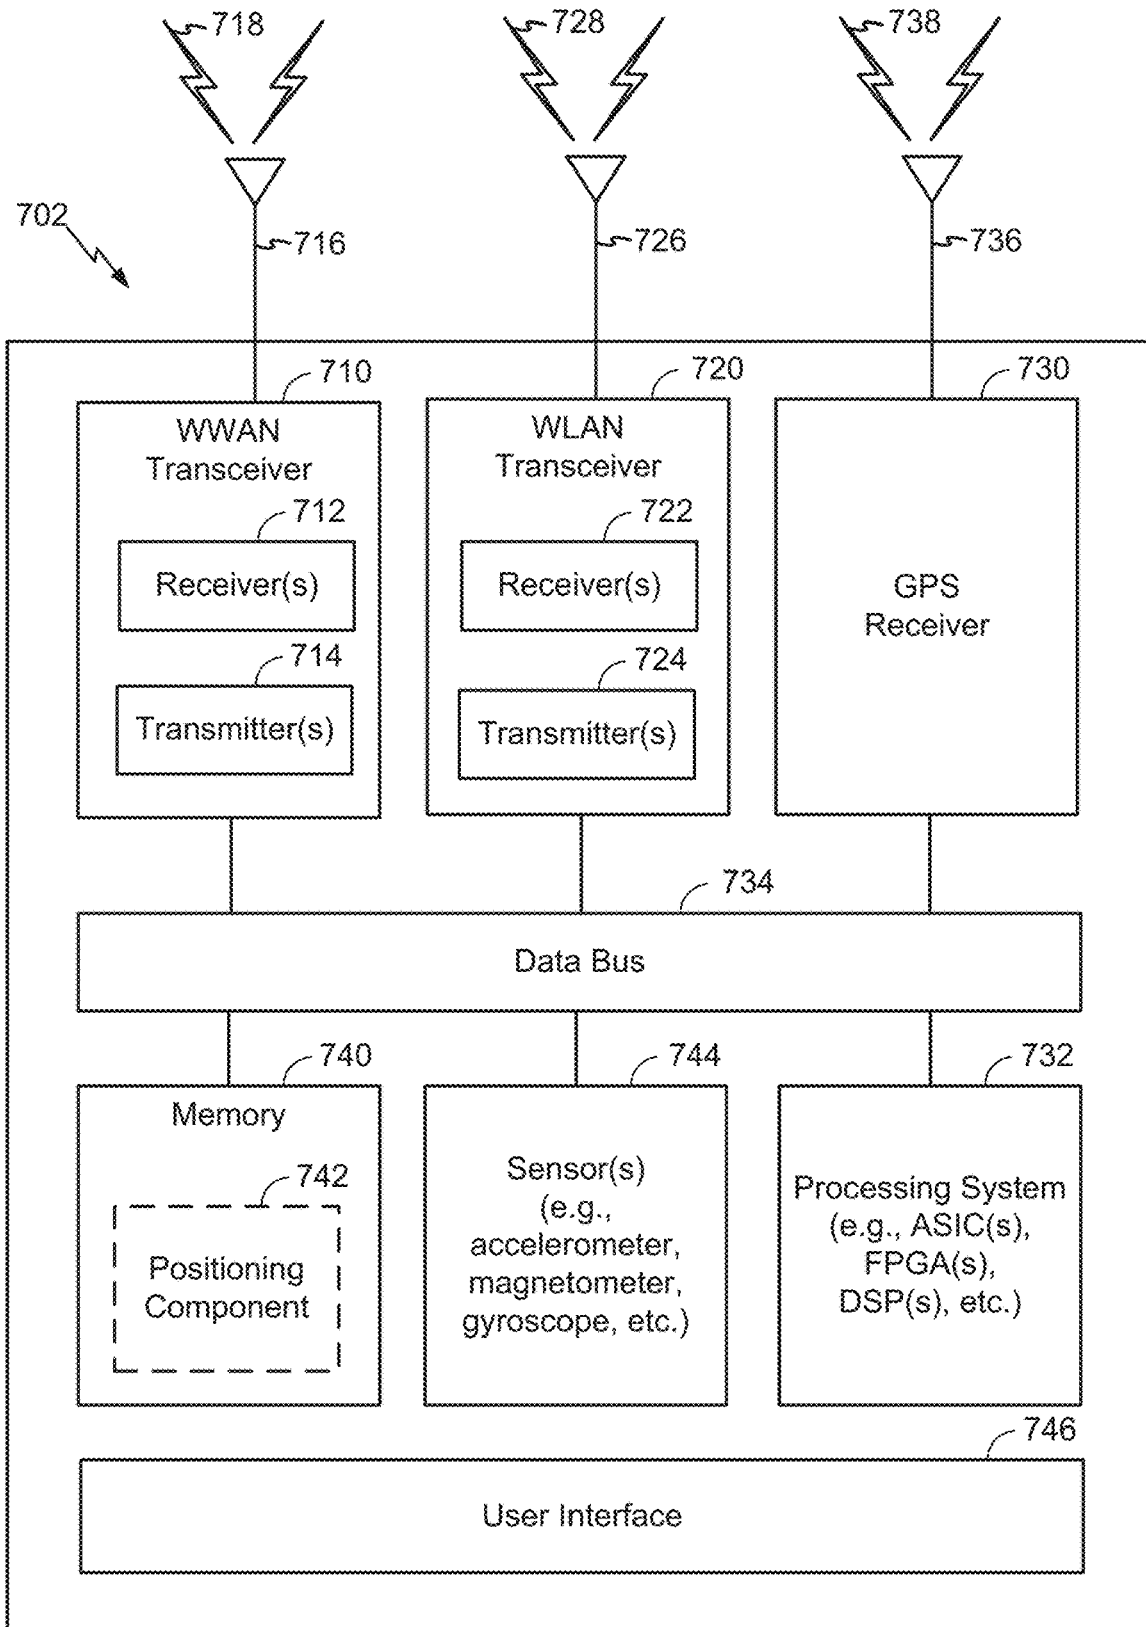 718
728
738
702
716
726
736
710
720
730
WWAN
Transceiver
WLAN
Transceiver
712
722
Receiver(s)
Receiver(s)
GPS
Receiver
714
724
Transmitter(s)
Transmitter(s)
734
Data Bus
740
744
732
Memory
742
Positioning
Component
Sensor(s)
(e.g.,
accelerometer,
magnetometer,
gyroscope, etc.)
Processing System
(e.g., ASIC(s),
FPGA(s),
DSP(s), etc.)
746
User Interface